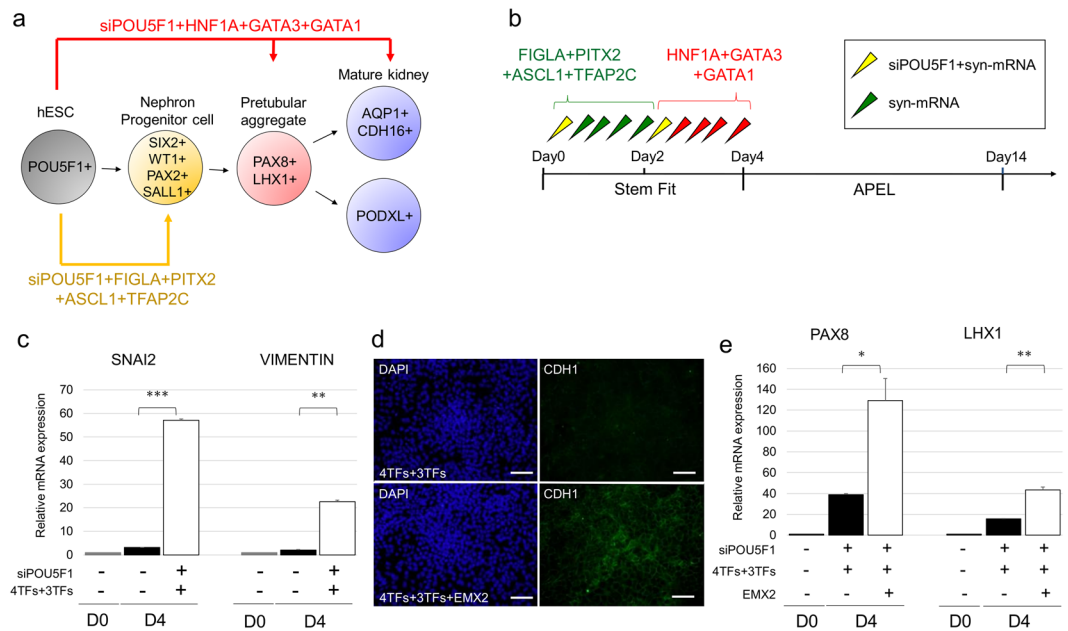 a
siPOU5F1+HNF1A+GATA3+GATA1
hESC
Nephron
Progenitor cell
Pretubular
aggregate
Mature kidney
POU5F1+
SIX2+
WT1+
PAX2+
SALL1+
PAX8+
LHX1+
AQP1+
CDH16+
PODXL+
siPOU5F1+FIGLA+PITX2
+ASCL1+TFAP2C
b
FIGLA+PITX2
+ASCL1+TFAP2C
HNF1A+GATA3
+GATA1
siPOU5F1+syn-mRNA
syn-mRNA
Day0
Day2
Day4
Day14
Stem Fit
APEL
c
SNAI2
VIMENTIN
Relative mRNA expression
70
60
50
40
30
20
10
0
***
**
siPOU5F1 - - + - - +
4TFs+3TFs - - + - - +
D0 D4 D0 D4
d
DAPI
CDH1
4TFs+3TFs
DAPI
CDH1
4TFs+3TFs+EMX2
e
PAX8
LHX1
Relative mRNA expression
160
140
120
100
80
60
40
20
0
*
**
siPOU5F1 - + + - + +
4TFs+3TFs - + + - + +
EMX2 - - + - - +
D0 D4 D0 D4